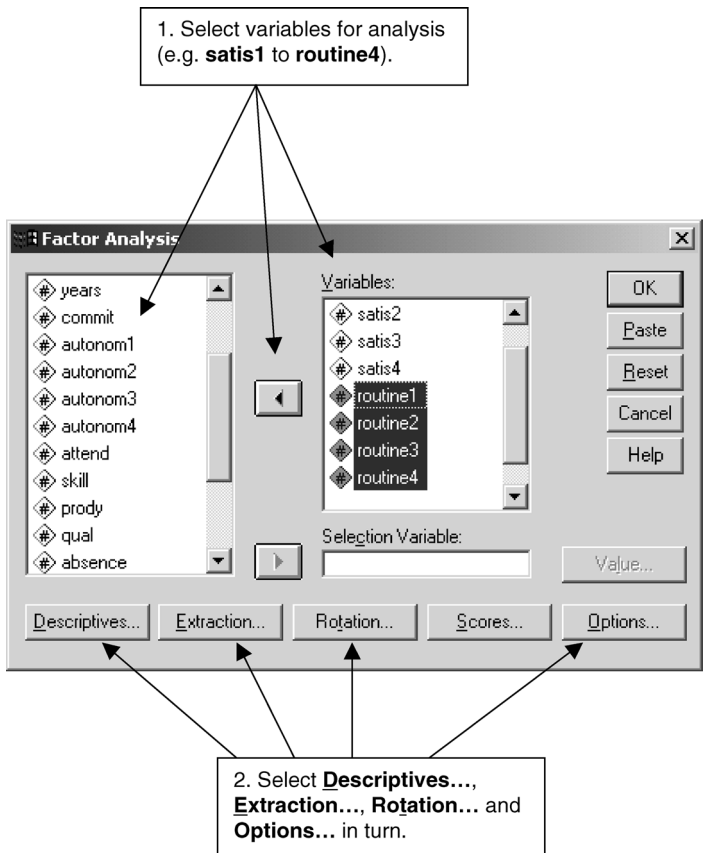 1. Select variables for analysis
(e.g. satis1 to routine4).
Factor Analysis
years
commit
autonom1
autonom2
autonom3
autonom4
attend
skill
prody
qual
absence
Variables:
satis2
satis3
satis4
routine1
routine2
routine3
routine4
Selection Variable:
OK
Paste
Reset
Cancel
Help
Value...
Descriptives...
Extraction...
Rotation...
Scores...
Options...
2. Select Descriptives…,
Extraction…, Rotation… and
Options… in turn.